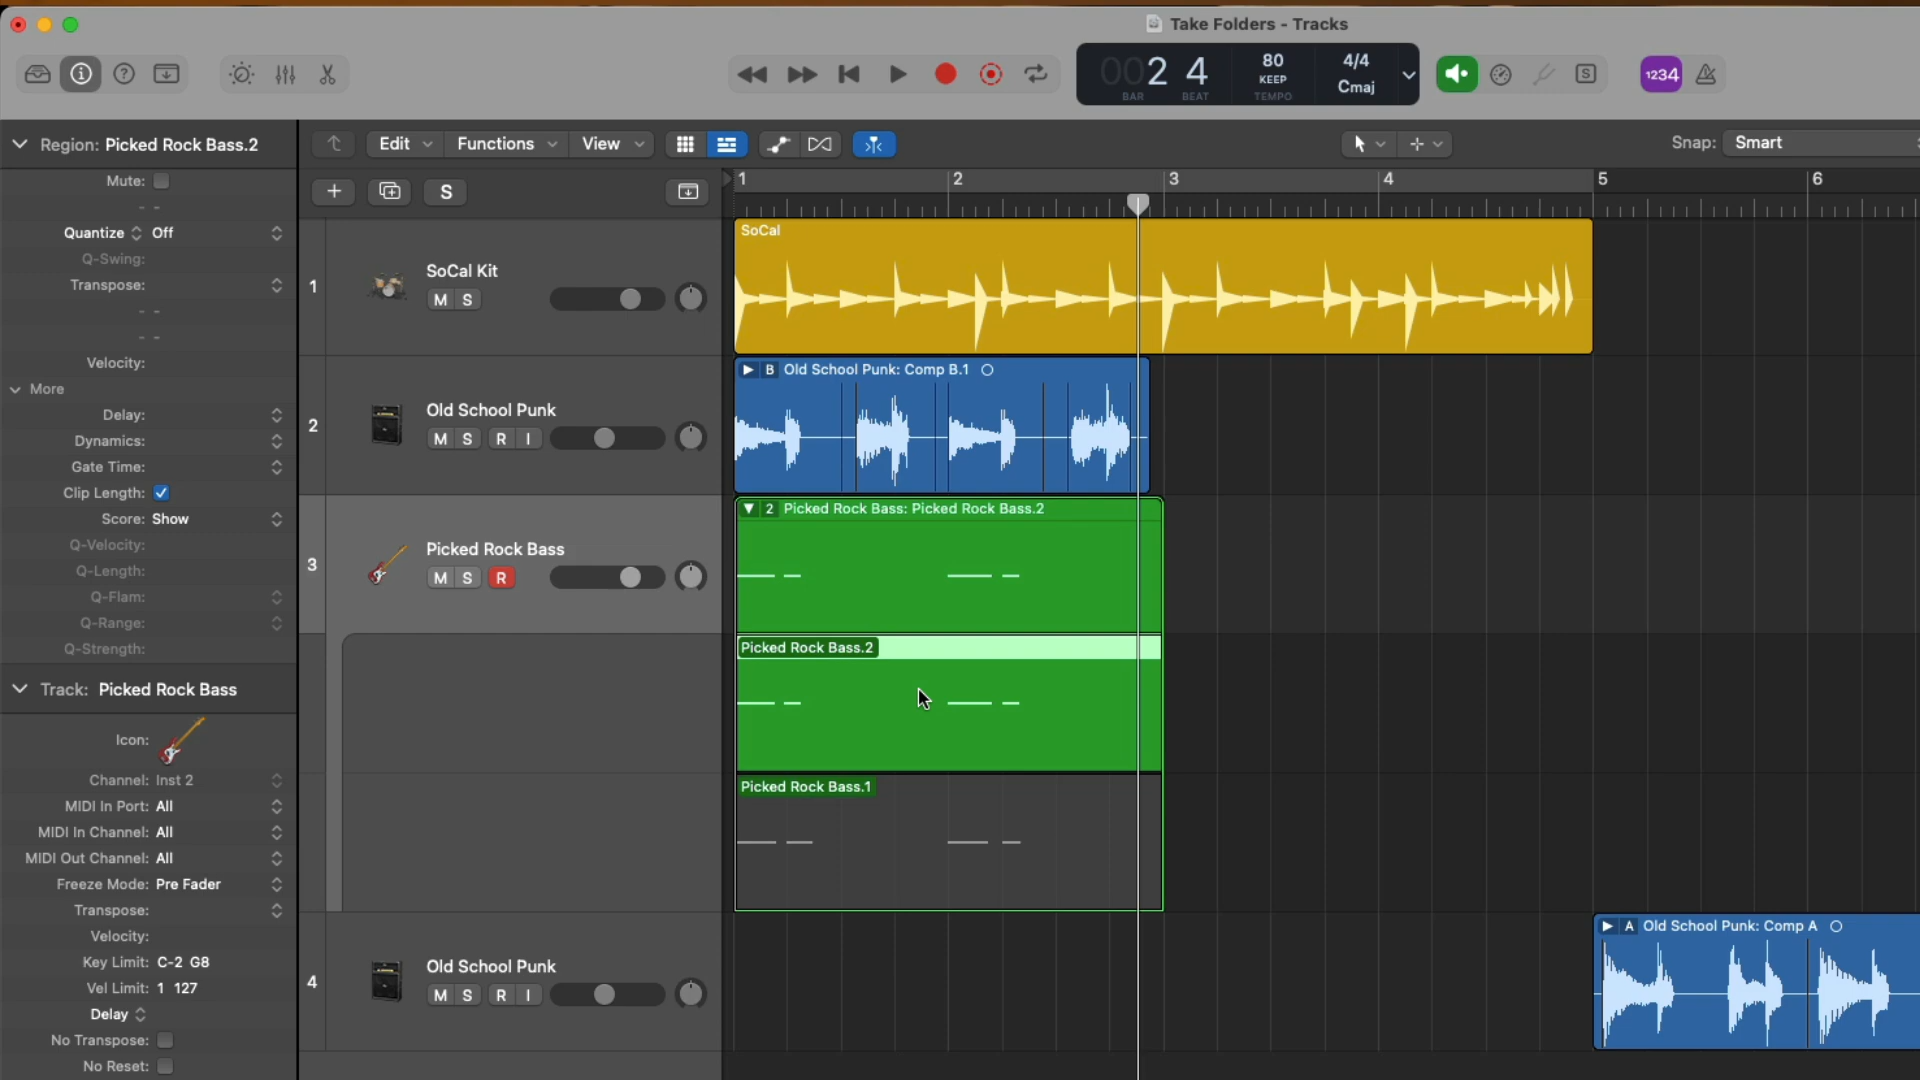 Take Folders - Tracks
002 4
BAR BEAT
80
KEEP
TEMPO
4/4
Cmaj
S
1234
Region: Picked Rock Bass.2
Edit
Functions
View
Snap: Smart
Mute:
- -
Quantize Off
Q-Swing:
Transpose:
- -
- -
Velocity:
More
Delay:
Dynamics:
Gate Time:
Clip Length:
Score: Show
Q-Velocity:
Q-Length:
Q-Flam:
Q-Range:
Q-Strength:
Track: Picked Rock Bass
Icon:
Channel: Inst 2
MIDI In Port: All
MIDI In Channel: All
MIDI Out Channel: All
Freeze Mode: Pre Fader
Transpose:
Velocity:
Key Limit: C-2 G8
Vel Limit: 1 127
Delay
No Transpose:
No Reset:
+ S
1 2 3 4 5 6
1
SoCal Kit
M S
SoCal
2
Old School Punk
M S R I
B Old School Punk: Comp B.1
3
Picked Rock Bass
M S R
2 Picked Rock Bass: Picked Rock Bass.2
Picked Rock Bass.2
Picked Rock Bass.1
4
Old School Punk
M S R I
A Old School Punk: Comp A